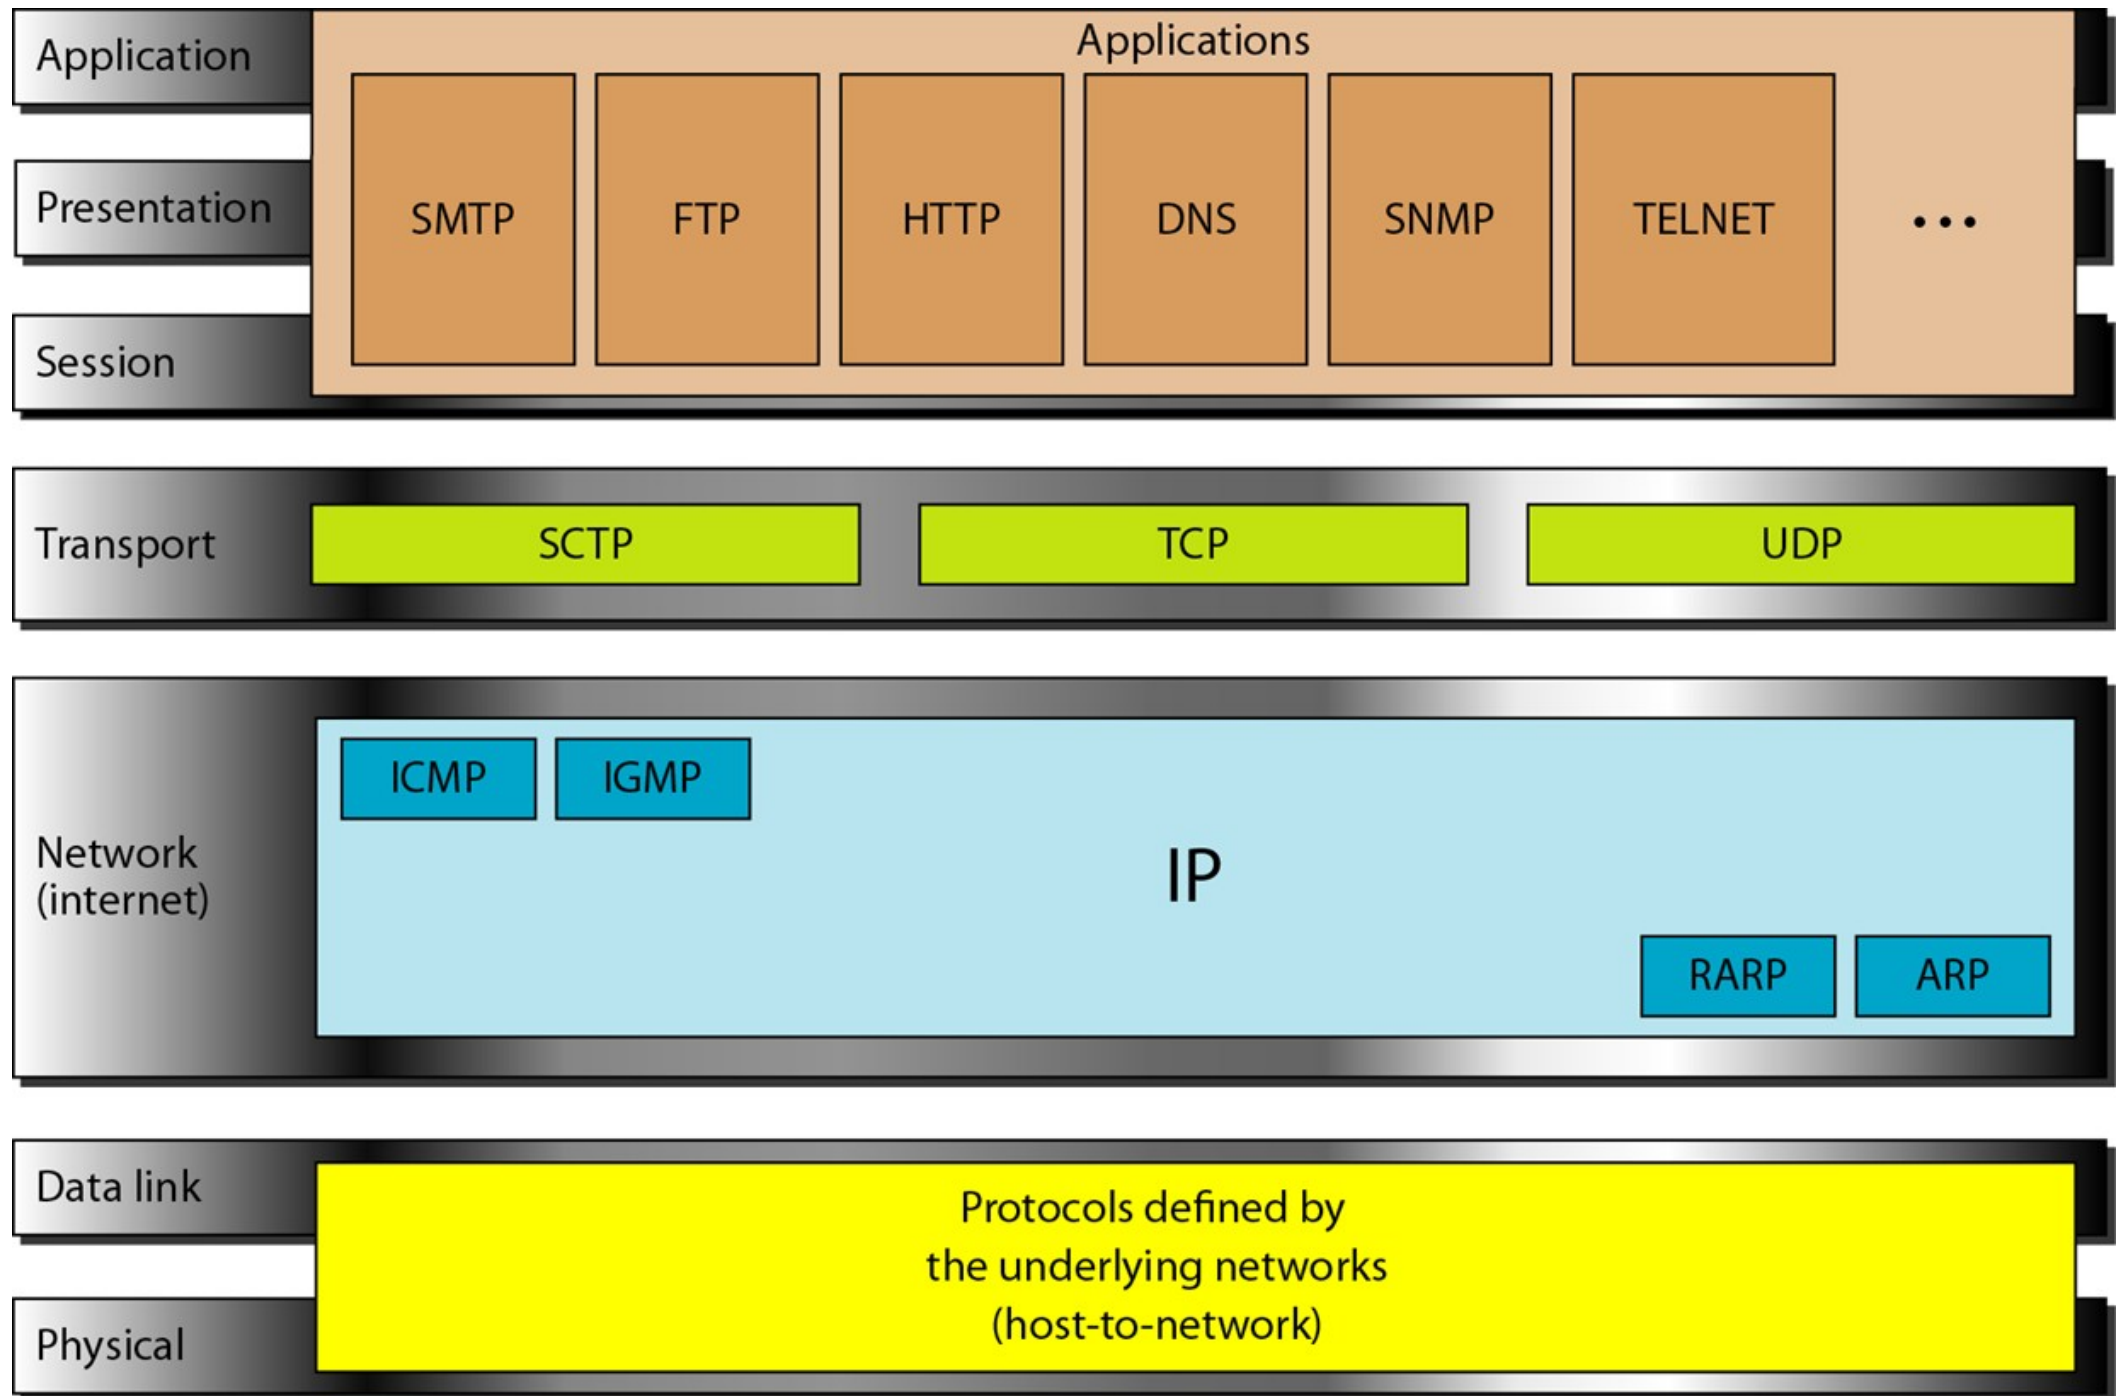 Application
Applications
Presentation
SMTP
FTP
HTTP
DNS
SNMP
TELNET
...
Session
Transport
SCTP
TCP
UDP
Network
(internet)
ICMP
IGMP
IP
RARP
ARP
Data link
Protocols defined by
the underlying networks
(host-to-network)
Physical